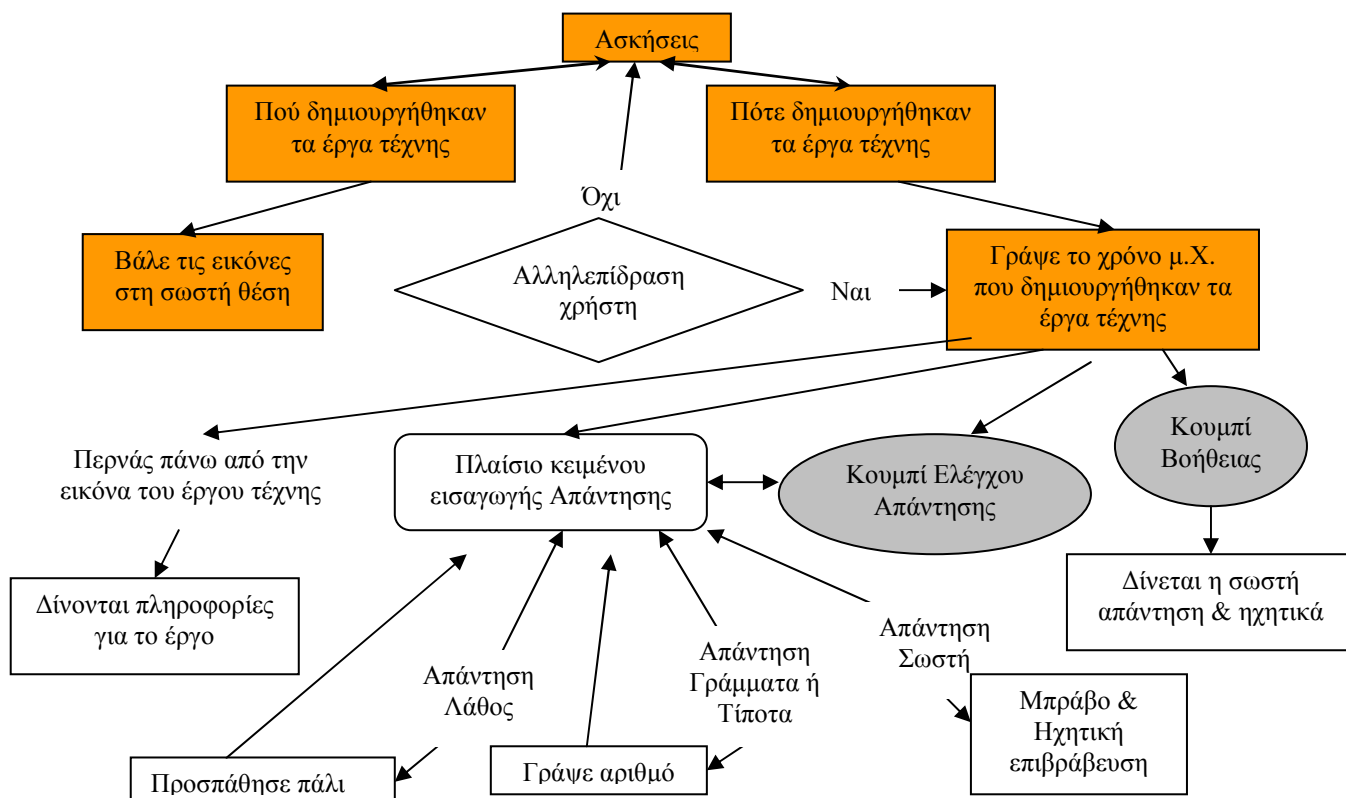 Ασκήσεις
Πού δημιουργήθηκαν
τα έργα τέχνης
Πότε δημιουργήθηκαν
τα έργα τέχνης
Όχι
Βάλε τις εικόνες
στη σωστή θέση
Αλληλεπίδραση
χρήστη
Ναι
Γράψε το χρόνο μ.Χ.
που δημιουργήθηκαν τα
έργα τέχνης
Περνάς πάνω από την
εικόνα του έργου τέχνης
Πλαίσιο κειμένου
εισαγωγής Απάντησης
Κουμπί Ελέγχου
Απάντησης
Κουμπί
Βοήθειας
Δίνονται πληροφορίες
για το έργο
Δίνεται η σωστή
απάντηση & ηχητικά
Απάντηση
Λάθος
Απάντηση
Γράμματα ή
Τίποτα
Απάντηση
Σωστή
Προσπάθησε πάλι
Γράψε αριθμό
Μπράβο &
Ηχητική
επιβράβευση